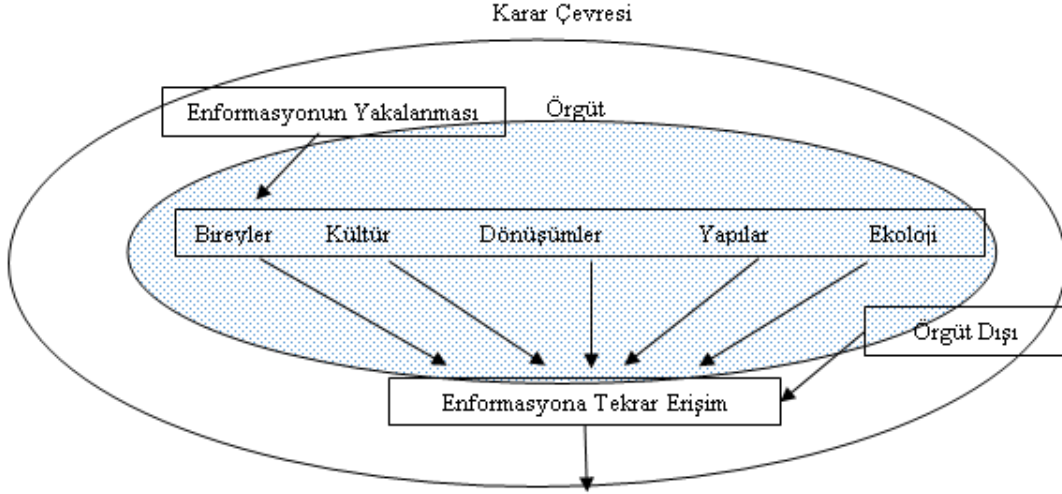 Karar Çevresi
Enformasyonun Yakalanması
Örgüt
Bireyler Kültür Dönüşümler Yapılar Ekoloji
Örgüt Dışı
Enformasyona Tekrar Erişim